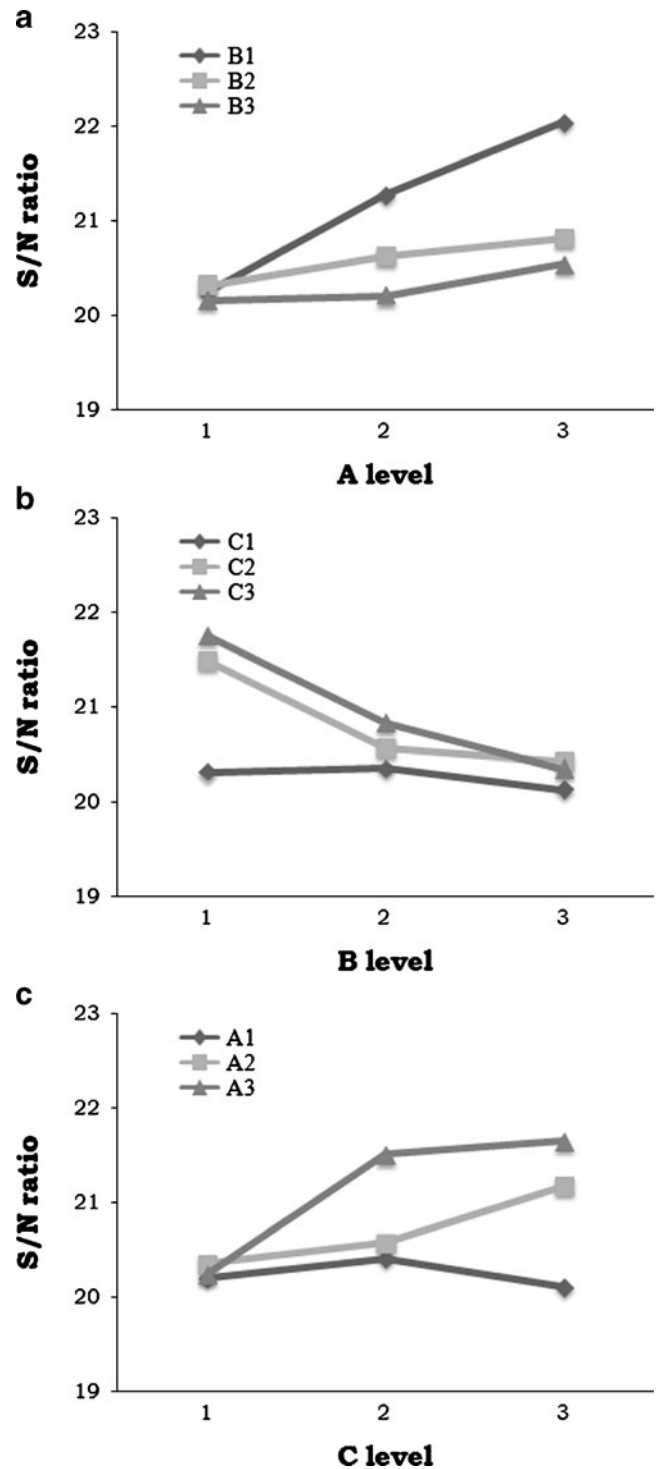 a
23
22
21
20
19
S/N ratio
B1
B2
B3
1 2 3
A level
b
23
22
21
20
19
S/N ratio
C1
C2
C3
1 2 3
B level
c
23
22
21
20
19
S/N ratio
A1
A2
A3
1 2 3
C level